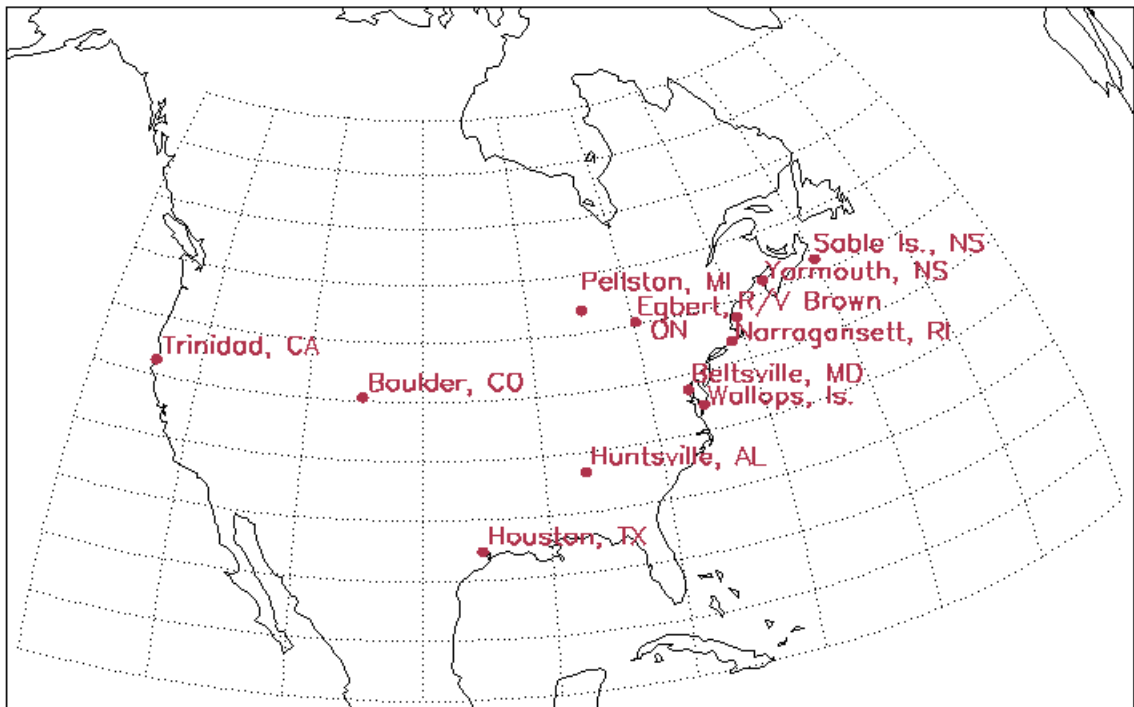 Sable Is., NS
Yarmouth, NS
Pellston, MI
Egbert, R/V Brown
ON
Narragansett, RI
Trinidad, CA
Boulder, CO
Beltsville, MD
Wallops, Is.
Huntsville, AL
Houston, TX